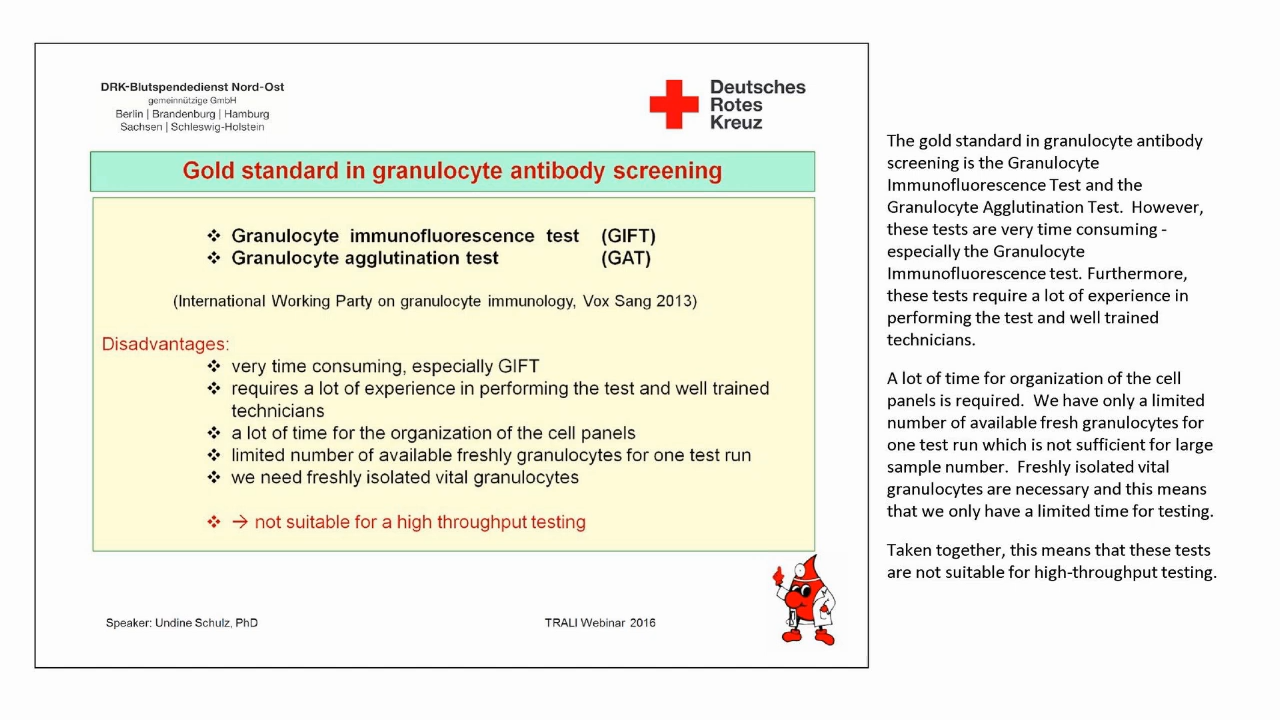 DRK-Blutspendedienst Nord-Ost
gemeinnützige GmbH
Berlin | Brandenburg | Hamburg
Sachsen | Schleswig-Holstein
Deutsches
Rotes
Kreuz
Gold standard in granulocyte antibody screening
❖ Granulocyte immunofluorescence test (GIFT)
❖ Granulocyte agglutination test (GAT)
(International Working Party on granulocyte immunology, Vox Sang 2013)
Disadvantages:
❖ very time consuming, especially GIFT
❖ requires a lot of experience in performing the test and well trained
technicians
❖ a lot of time for the organization of the cell panels
❖ limited number of available freshly granulocytes for one test run
❖ we need freshly isolated vital granulocytes
❖ → not suitable for a high throughput testing
Speaker: Undine Schulz, PhD
TRALI Webinar 2016
The gold standard in granulocyte antibody
screening is the Granulocyte
Immunofluorescence Test and the
Granulocyte Agglutination Test. However,
these tests are very time consuming -
especially the Granulocyte
Immunofluorescence test. Furthermore,
these tests require a lot of experience in
performing the test and well trained
technicians.
A lot of time for organization of the cell
panels is required. We have only a limited
number of available fresh granulocytes for
one test run which is not sufficient for large
sample number. Freshly isolated vital
granulocytes are necessary and this means
that we only have a limited time for testing.
Taken together, this means that these tests
are not suitable for high-throughput testing.